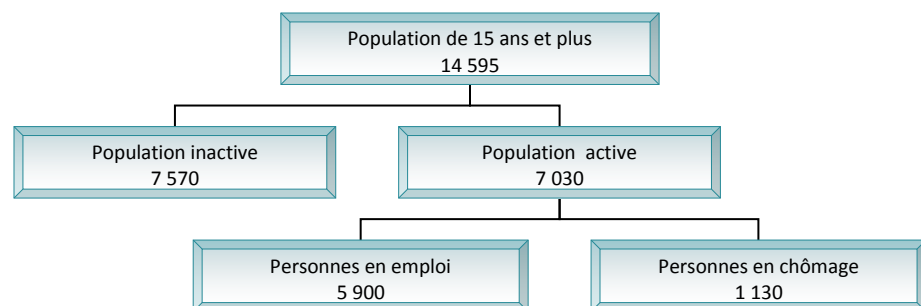 Population de 15 ans et plus
14 595
Population inactive
7 570
Population active
7 030
Personnes en emploi
5 900
Personnes en chômage
1 130